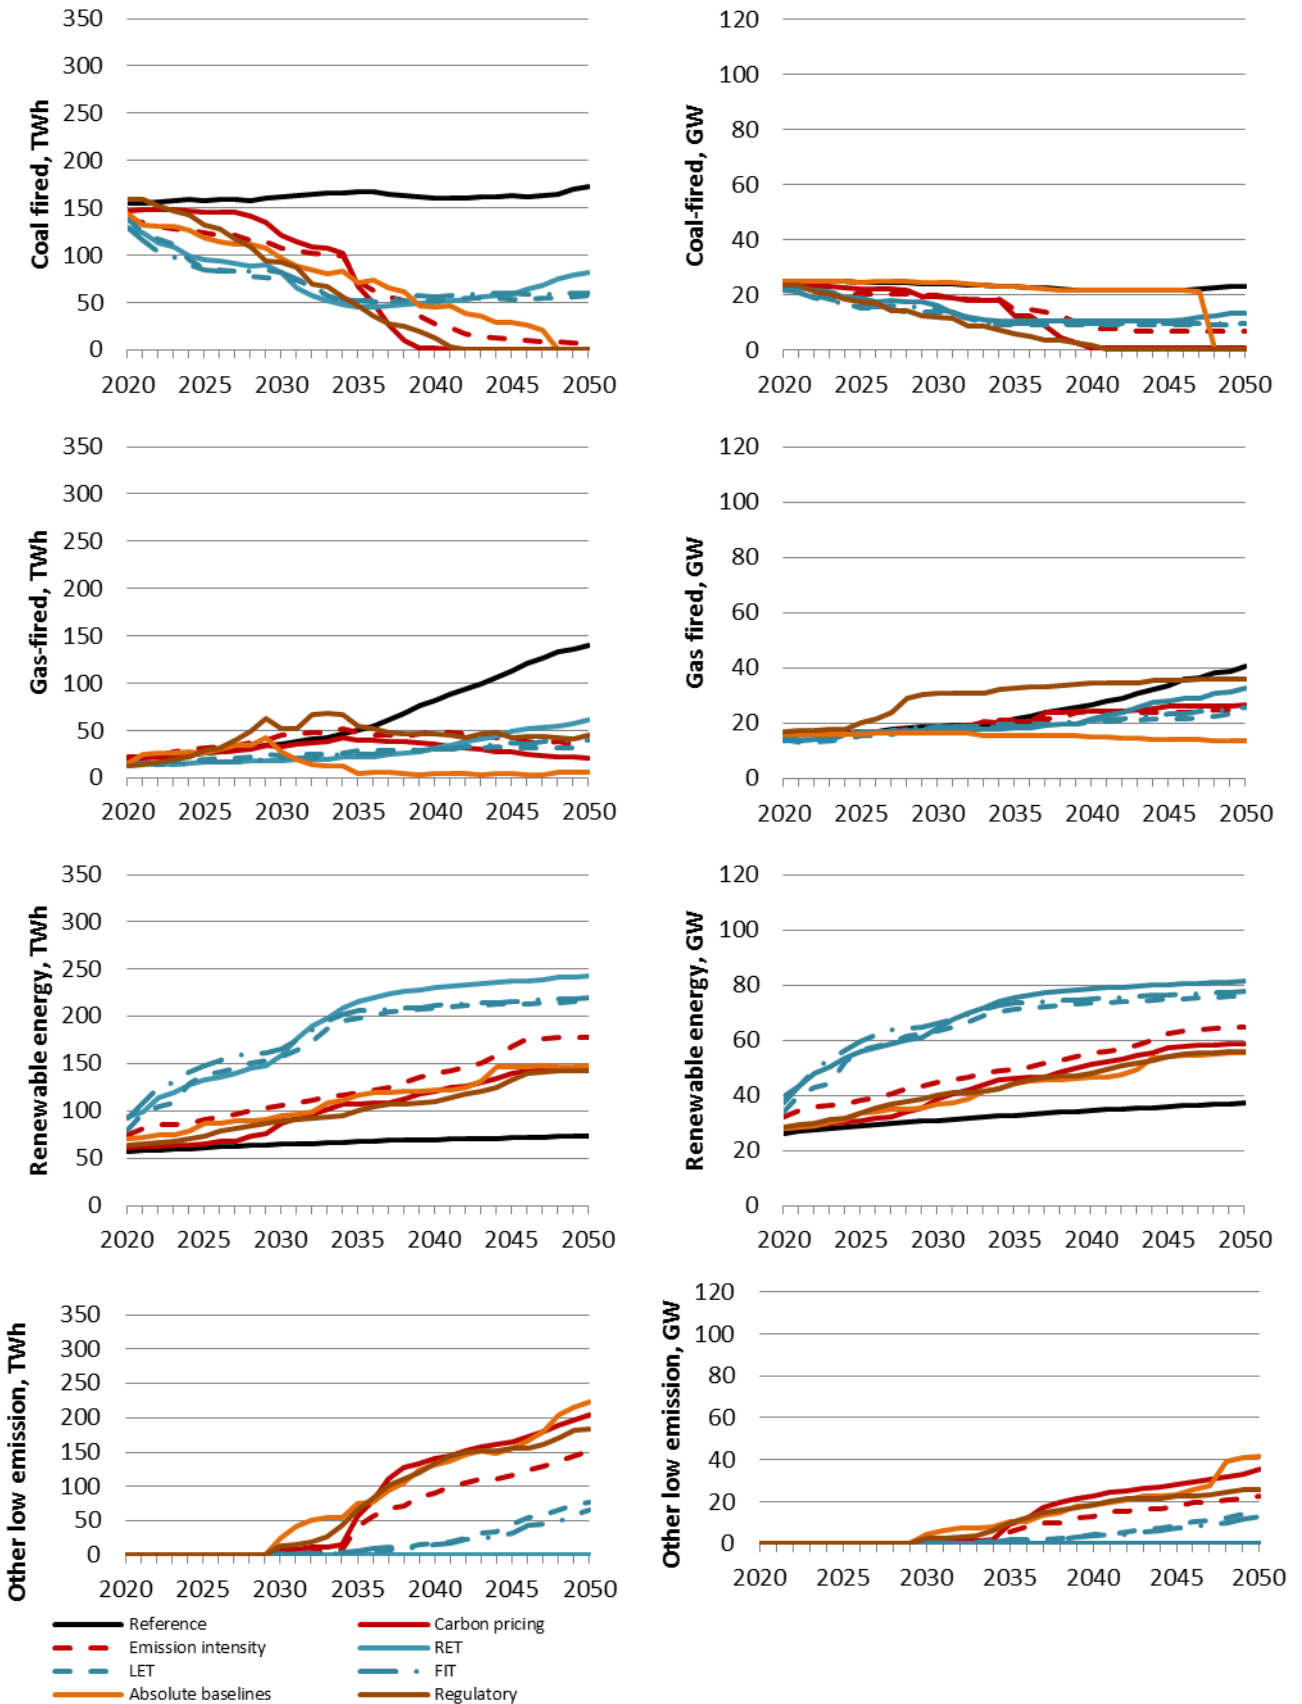 Coal fired, TWh
350
300
250
200
150
100
50
0
2020 2025 2030 2035 2040 2045 2050
Coal-fired, GW
120
100
80
60
40
20
0
2020 2025 2030 2035 2040 2045 2050
Gas-fired, TWh
350
300
250
200
150
100
50
0
2020 2025 2030 2035 2040 2045 2050
Gas fired, GW
120
100
80
60
40
20
0
2020 2025 2030 2035 2040 2045 2050
Renewable energy, TWh
350
300
250
200
150
100
50
0
2020 2025 2030 2035 2040 2045 2050
Renewable energy, GW
120
100
80
60
40
20
0
2020 2025 2030 2035 2040 2045 2050
Other low emission, TWh
350
300
250
200
150
100
50
0
2020 2025 2030 2035 2040 2045 2050
Other low emission, GW
120
100
80
60
40
20
0
2020 2025 2030 2035 2040 2045 2050
Reference
Carbon pricing
Emission intensity
RET
LET
FIT
Absolute baselines
Regulatory